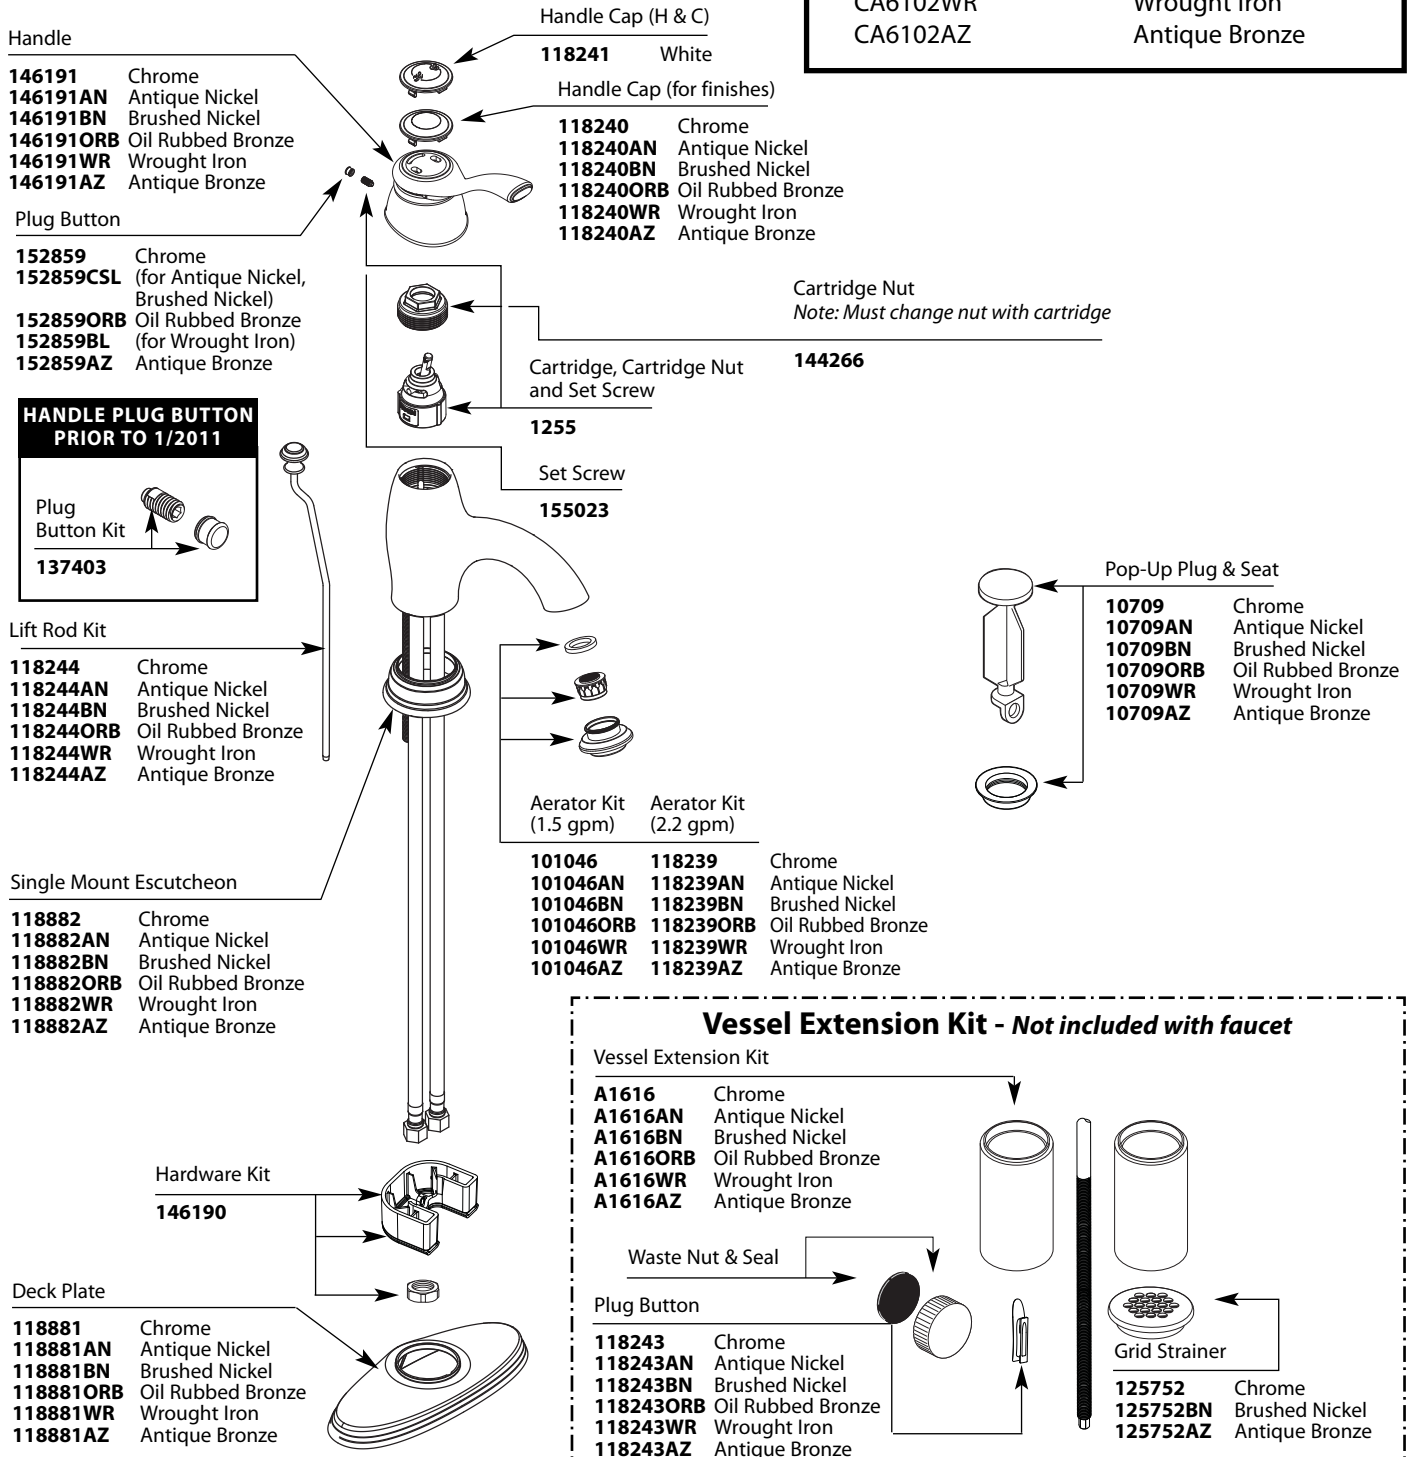 CA6102WR Wrought Iron
CA6102AZ Antique Bronze
Handle
146191 Chrome
146191AN Antique Nickel
146191BN Brushed Nickel
146191ORB Oil Rubbed Bronze
146191WR Wrought Iron
146191AZ Antique Bronze
Handle Cap (H & C)
118241 White
Handle Cap (for finishes)
118240 Chrome
118240AN Antique Nickel
118240BN Brushed Nickel
118240ORB Oil Rubbed Bronze
118240WR Wrought Iron
118240AZ Antique Bronze
Plug Button
152859 Chrome
152859CSL (for Antique Nickel,
Brushed Nickel)
152859ORB Oil Rubbed Bronze
152859BL (for Wrought Iron)
152859AZ Antique Bronze
Cartridge Nut
Note: Must change nut with cartridge
144266
Cartridge, Cartridge Nut
and Set Screw
1255
Set Screw
155023
HANDLE PLUG BUTTON
PRIOR TO 1/2011
Plug
Button Kit
137403
Lift Rod Kit
118244 Chrome
118244AN Antique Nickel
118244BN Brushed Nickel
118244ORB Oil Rubbed Bronze
118244WR Wrought Iron
118244AZ Antique Bronze
Pop-Up Plug & Seat
10709 Chrome
10709AN Antique Nickel
10709BN Brushed Nickel
10709ORB Oil Rubbed Bronze
10709WR Wrought Iron
10709AZ Antique Bronze
Aerator Kit Aerator Kit
(1.5 gpm) (2.2 gpm)
101046 118239 Chrome
101046AN 118239AN Antique Nickel
101046BN 118239BN Brushed Nickel
101046ORB 118239ORB Oil Rubbed Bronze
101046WR 118239WR Wrought Iron
101046AZ 118239AZ Antique Bronze
Single Mount Escutcheon
118882 Chrome
118882AN Antique Nickel
118882BN Brushed Nickel
118882ORB Oil Rubbed Bronze
118882WR Wrought Iron
118882AZ Antique Bronze
Hardware Kit
146190
Deck Plate
118881 Chrome
118881AN Antique Nickel
118881BN Brushed Nickel
118881ORB Oil Rubbed Bronze
118881WR Wrought Iron
118881AZ Antique Bronze
Vessel Extension Kit - Not included with faucet
Vessel Extension Kit
A1616 Chrome
A1616AN Antique Nickel
A1616BN Brushed Nickel
A1616ORB Oil Rubbed Bronze
A1616WR Wrought Iron
A1616AZ Antique Bronze
Waste Nut & Seal
Plug Button
118243 Chrome
118243AN Antique Nickel
118243BN Brushed Nickel
118243ORB Oil Rubbed Bronze
118243WR Wrought Iron
118243AZ Antique Bronze
Grid Strainer
125752 Chrome
125752BN Brushed Nickel
125752AZ Antique Bronze